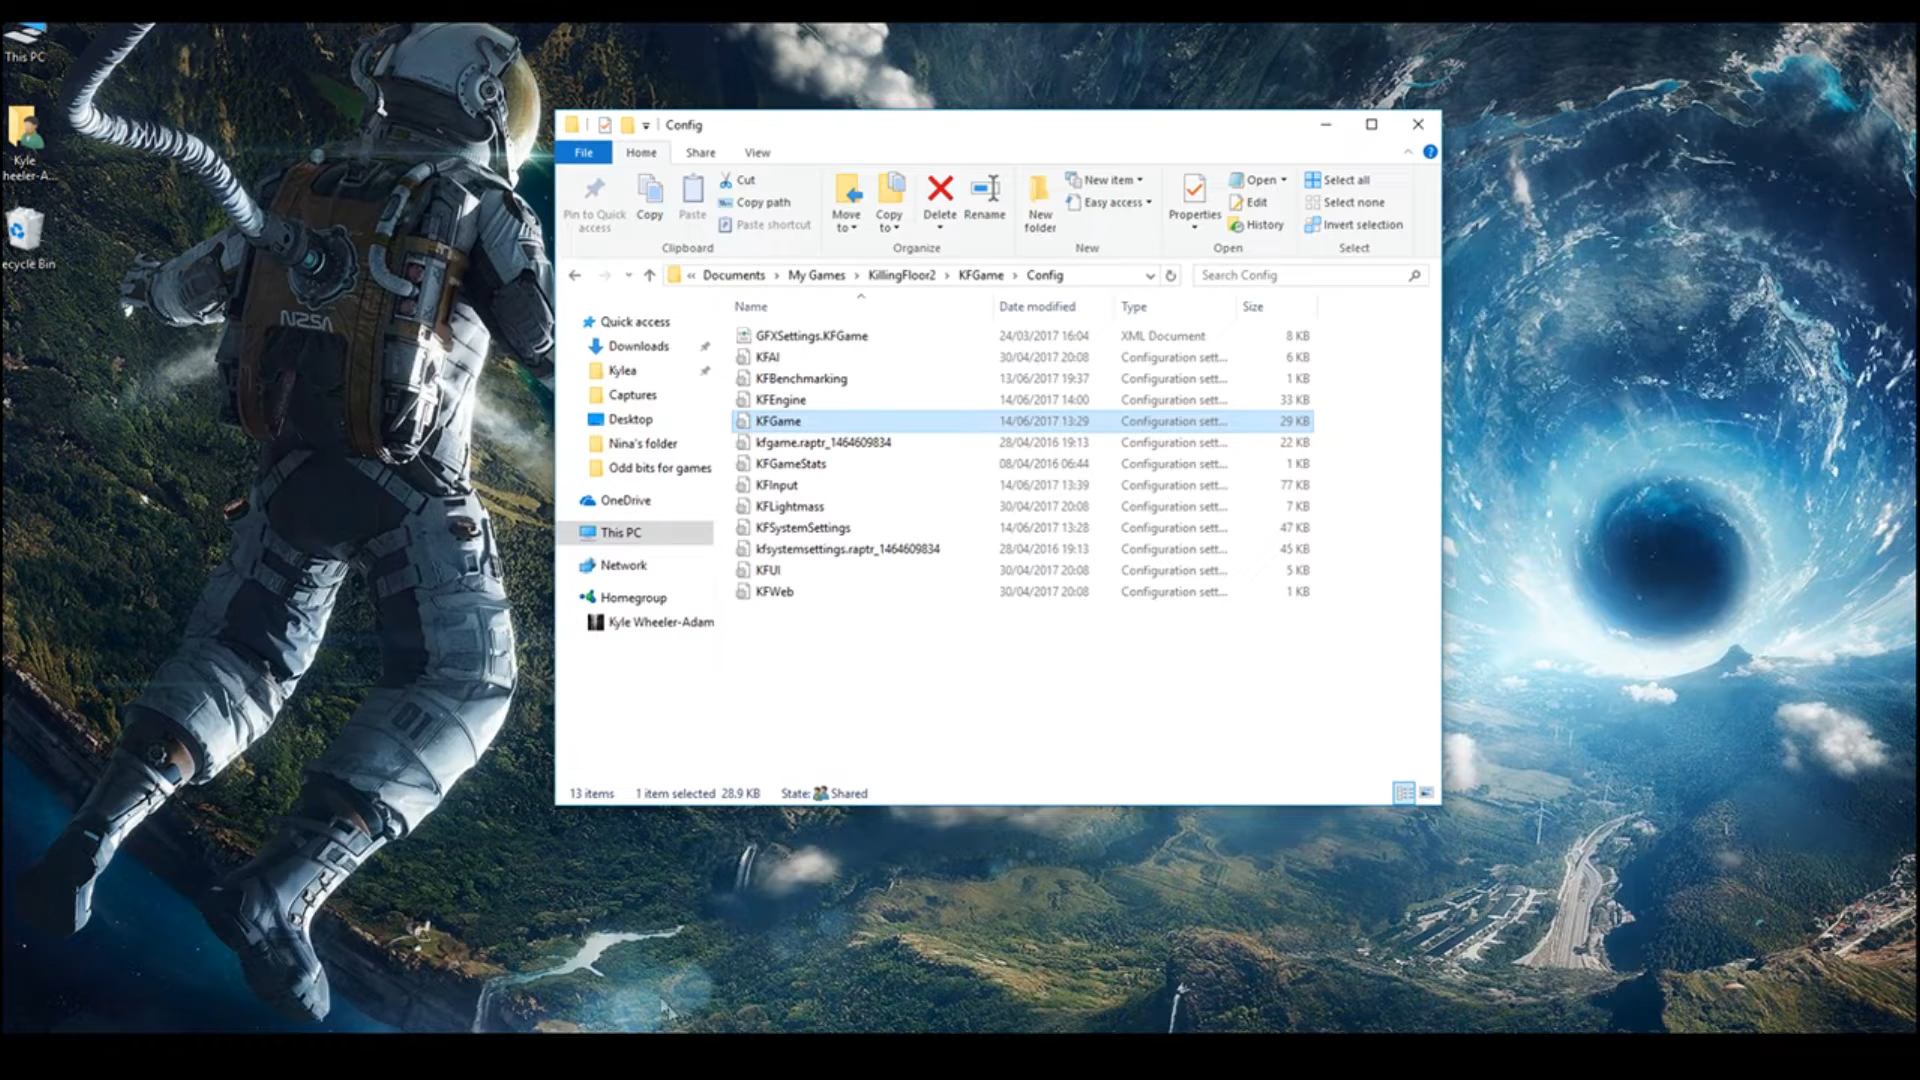 This PC
Kyle
heeler-A...
ecycle Bin
NZSA
01
Config
File Home Share View
Pin to Quick access
Copy
Paste
Cut
Copy path
Paste shortcut
Clipboard
Move to
Copy to
Delete
Rename
Organize
New folder
New item
Easy access
New
Properties
Open
Edit
History
Open
Select all
Select none
Invert selection
Select
« Documents › My Games › KillingFloor2 › KFGame › Config
Search Config
Quick access
Downloads
Kylea
Captures
Desktop
Nina's folder
Odd bits for games
OneDrive
This PC
Network
Homegroup
Kyle Wheeler-Adam
Name Date modified Type Size
GFXSettings.KFGame 24/03/2017 16:04 XML Document 8 KB
KFAI 30/04/2017 20:08 Configuration sett... 6 KB
KFBenchmarking 13/06/2017 19:37 Configuration sett... 1 KB
KFEngine 14/06/2017 14:00 Configuration sett... 33 KB
KFGame 14/06/2017 13:29 Configuration sett... 29 KB
kfgame.raptr_1464609834 28/04/2016 19:13 Configuration sett... 22 KB
KFGameStats 08/04/2016 06:44 Configuration sett... 1 KB
KFInput 14/06/2017 13:39 Configuration sett... 77 KB
KFLightmass 30/04/2017 20:08 Configuration sett... 7 KB
KFSystemSettings 14/06/2017 13:28 Configuration sett... 47 KB
kfsystemsettings.raptr_1464609834 28/04/2016 19:13 Configuration sett... 45 KB
KFUI 30/04/2017 20:08 Configuration sett... 5 KB
KFWeb 30/04/2017 20:08 Configuration sett... 1 KB
13 items 1 item selected 28.9 KB State: Shared